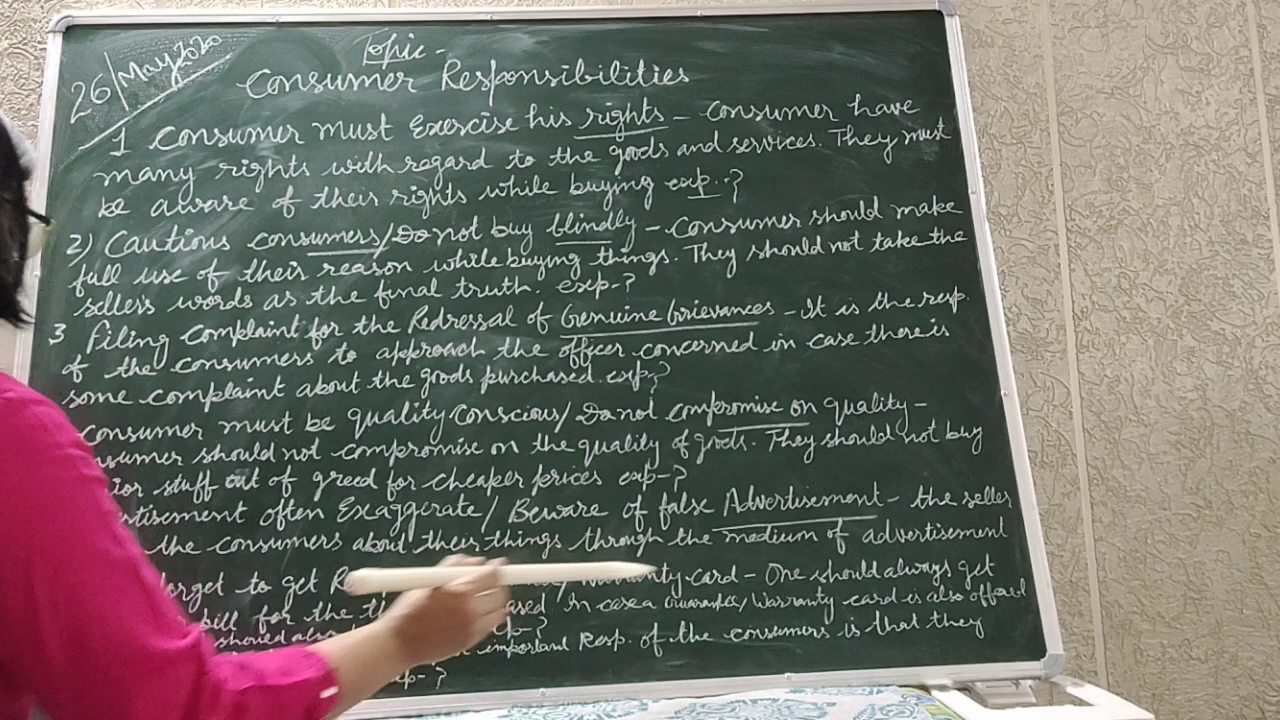 26/May 2020
Topic-
Consumer Responsibilities
1 Consumer must Exercise his rights - consumer have
many rights with regard to the goods and services. They must
be aware of their rights while buying exp..?
2) Cautious consumers/Do not buy blindly - Consumer should make
full use of their reason while buying things. They should not take the
sellers words as the final truth. exp-?
3 Filing Complaint for the Redressal of Genuine Grievances - It is the resp.
of the consumers to approach the officer concerned in case there is
some complaint about the goods purchased. exp-?
Consumer must be quality conscious/ Do not compromise on quality -
nsumer should not compromise on the quality of goods. They should not buy
ior stuff out of greed for cheaper prices exp-?
rtisement often Exaggerate/ Beware of false Advertisement - the seller
the consumers about their things through the medium of advertisement
forget to get Re warranty card - One should always get
bill for the th ased. In case a Guarantee/Warranty card is also offered
should also exp-? important Resp. of the consumers is that they
exp-?